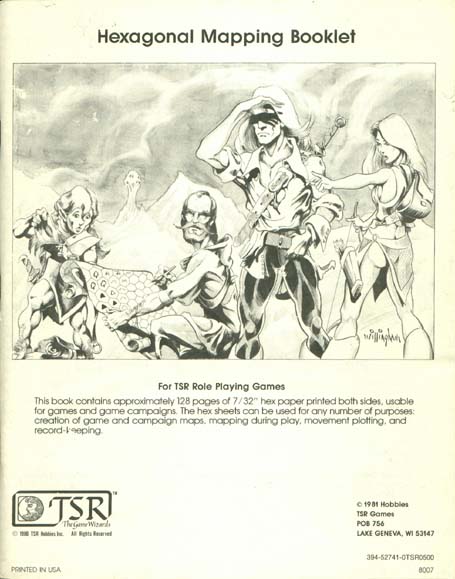 Hexagonal Mapping Booklet
Willingham
For TSR Role Playing Games
This book contains approximately 128 pages of 7/32" hex paper printed both sides, usable
for games and game campaigns. The hex sheets can be used for any number of purposes:
creation of game and campaign maps, mapping during play, movement plotting, and
record-keeping.
TSR™
The Game Wizards
© 1980 TSR Hobbies Inc. All Rights Reserved
© 1981 Hobbies
TSR Games
POB 756
LAKE GENEVA, WI 53147
394-52741-0TSR0500
PRINTED IN USA
8007